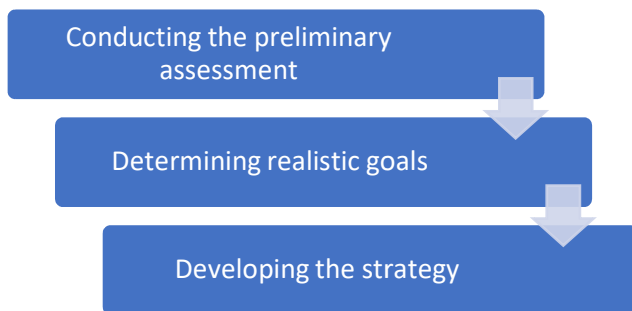 Conducting the preliminary
assessment
Determining realistic goals
Developing the strategy